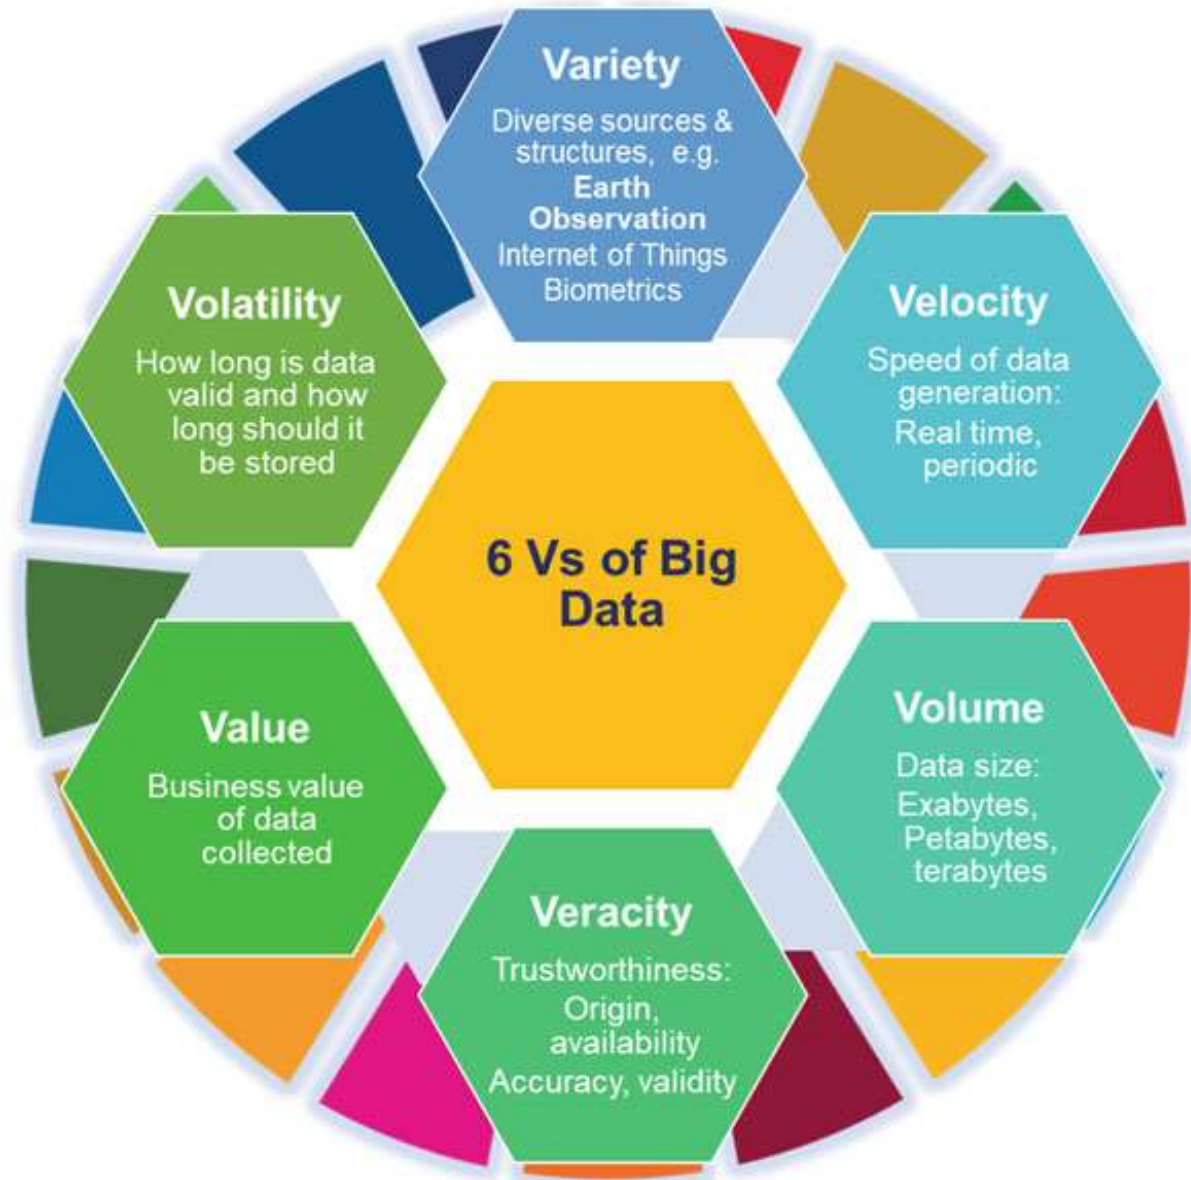 Variety
Diverse sources &
structures, e.g.
Earth
Observation
Internet of Things
Biometrics
Velocity
Speed of data
generation:
Real time,
periodic
Volume
Data size:
Exabytes,
Petabytes,
terabytes
Veracity
Trustworthiness:
Origin,
availability
Accuracy, validity
Value
Business value
of data
collected
Volatility
How long is data
valid and how
long should it
be stored
6 Vs of Big
Data